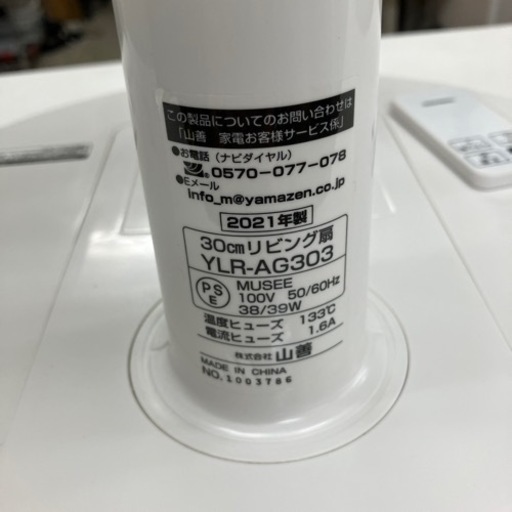 この製品についてのお問い合わせは
「山善 家電お客様サービス係」
●お電話(ナビダイヤル)
0570-077-078
●Eメール
info_m@yamazen.co.jp
2021年製
30cmリビング扇
YLR-AG303
PSE
MUSEE
100V 50/60Hz
38/39W
温度ヒューズ 133℃
電流ヒューズ 1.6A
株式会社 山善
MADE IN CHINA
NO.1003786